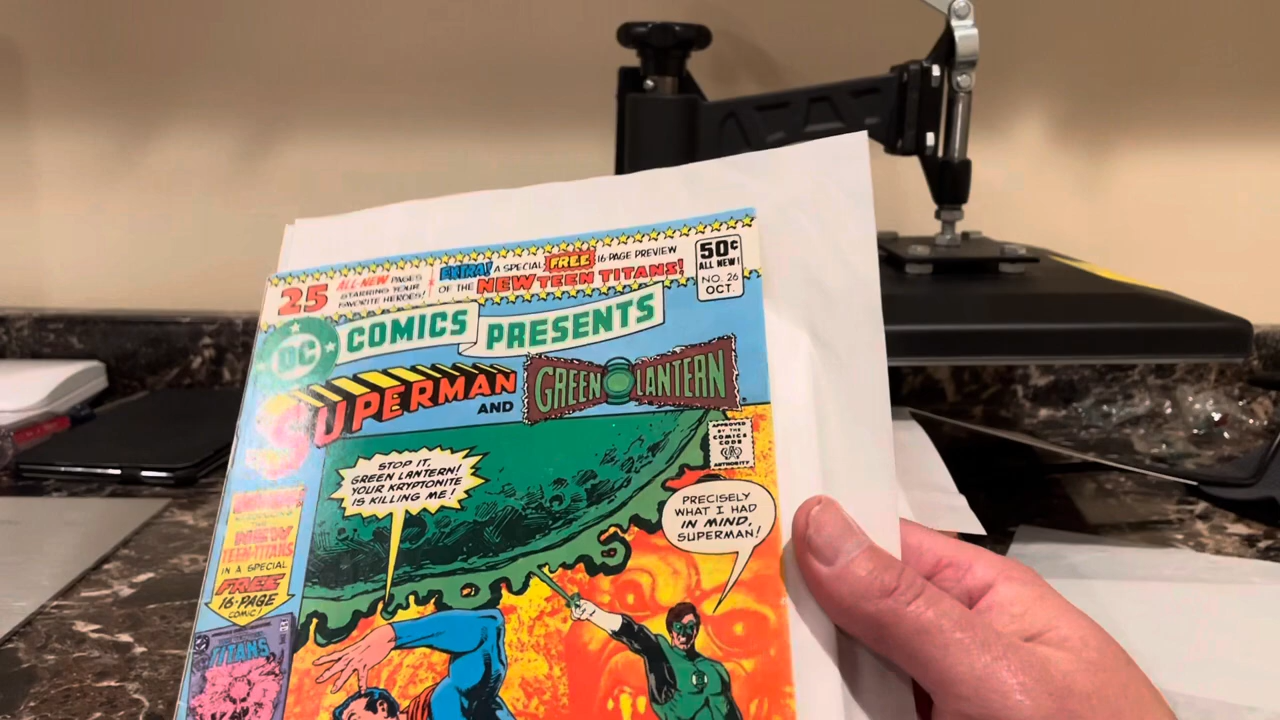 25
ALL-NEW PAGES
STARRING YOUR
FAVORITE HEROES!
EXTRA! A SPECIAL FREE 16-PAGE PREVIEW
OF THE NEW TEEN TITANS!
50¢
ALL NEW!
NO. 26
OCT.
DC COMICS PRESENTS
SUPERMAN
AND
GREEN LANTERN
APPROVED
BY THE
COMICS
CODE
CA
AUTHORITY
STOP IT,
GREEN LANTERN!
YOUR KRYPTONITE
IS KILLING ME!
PRECISELY
WHAT I HAD
IN MIND,
SUPERMAN!
TEEN-TITANS
IN A SPECIAL
FREE
16-PAGE
COMIC!
TITANS